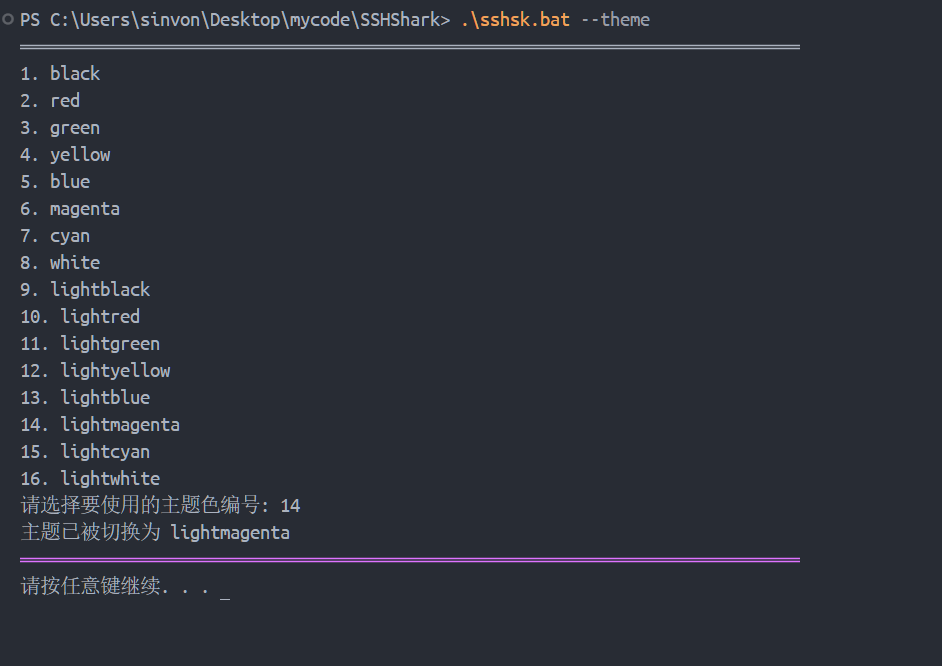 PS C:\Users\sinvon\Desktop\mycode\SSHShark> .\sshsk.bat --theme
1. black
2. red
3. green
4. yellow
5. blue
6. magenta
7. cyan
8. white
9. lightblack
10. lightred
11. lightgreen
12. lightyellow
13. lightblue
14. lightmagenta
15. lightcyan
16. lightwhite
请选择要使用的主题色编号: 14
主题已被切换为 lightmagenta
请按任意键继续. . . _